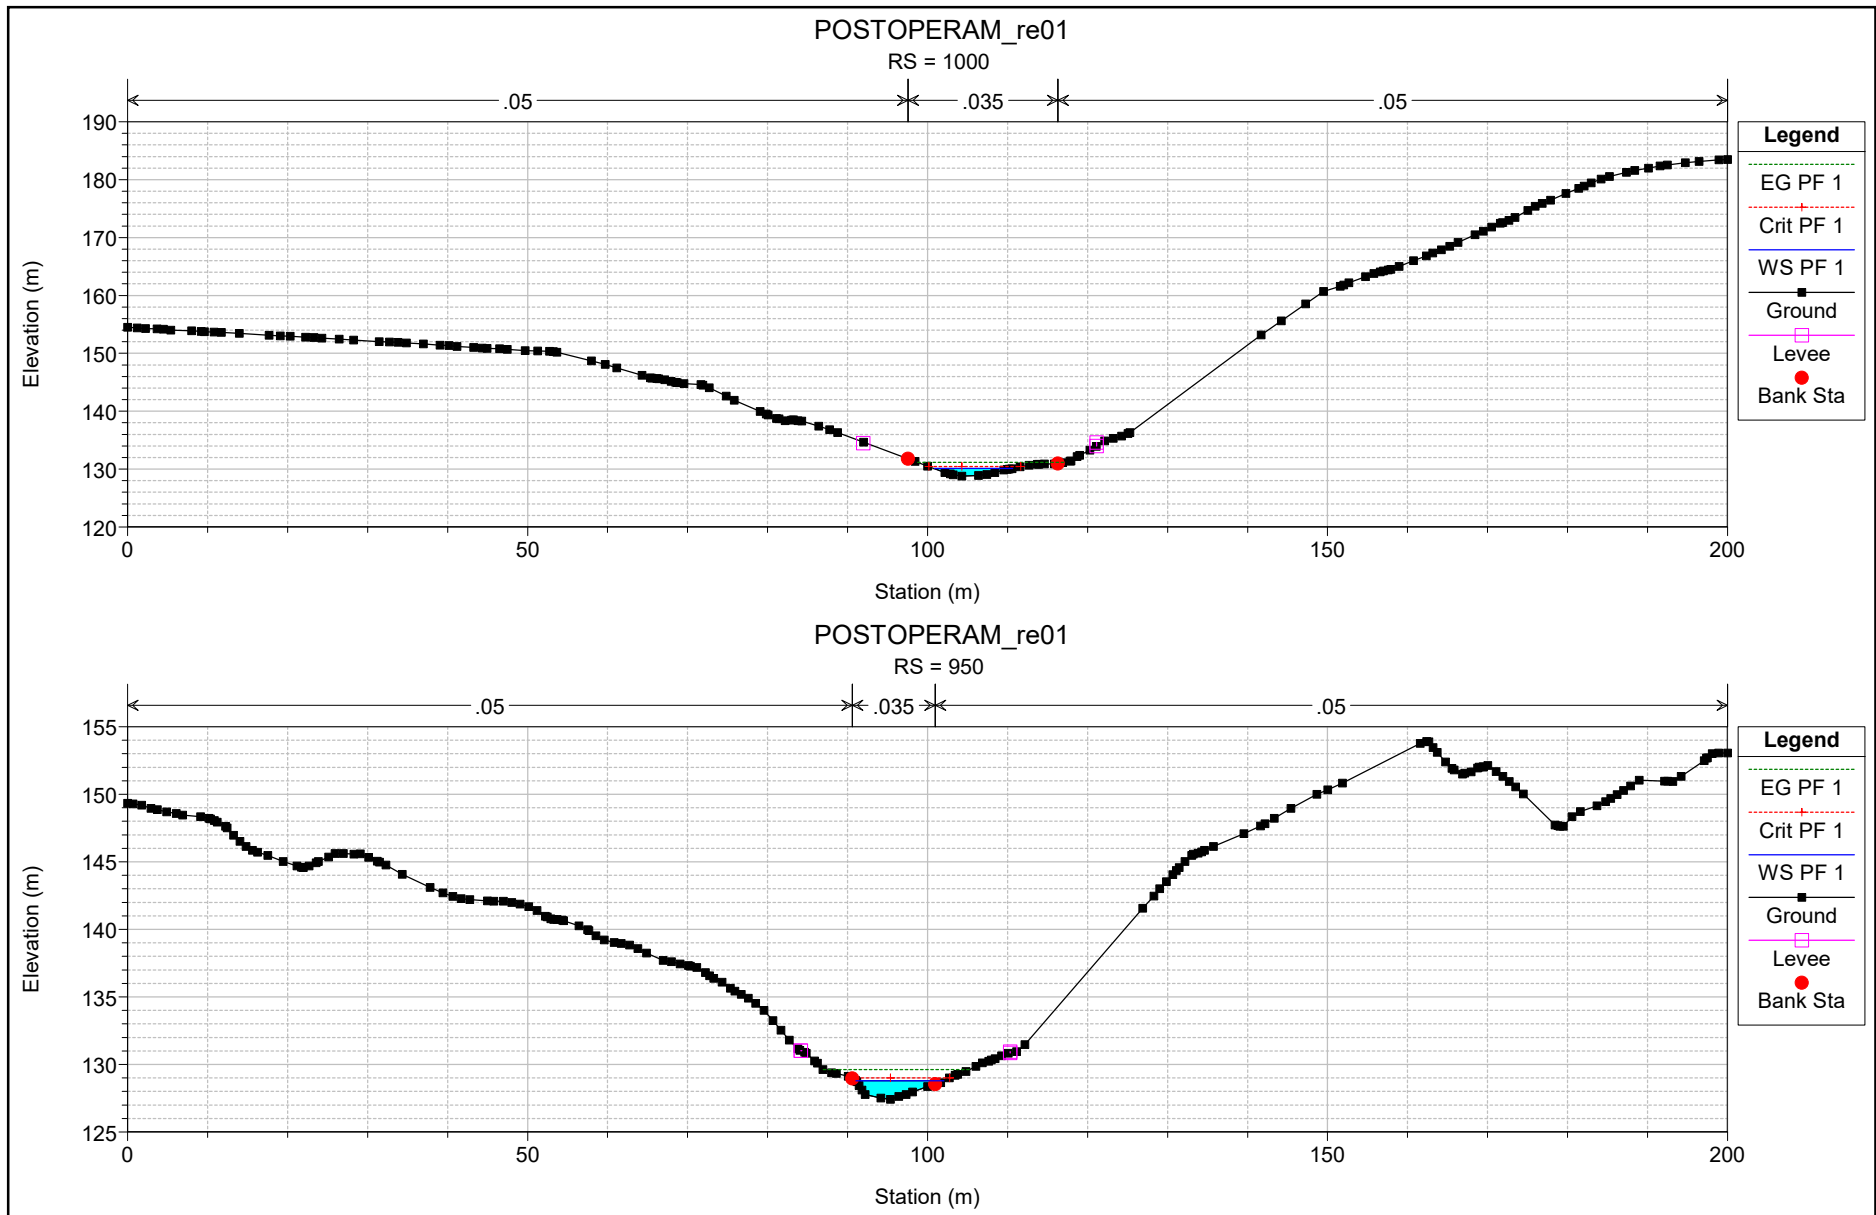 POSTOPERAM_re01
RS = 1000
.05
.035
.05
190
180
170
160
150
140
130
120
0
50
100
150
200
Elevation (m)
Station (m)
Legend
EG PF 1
Crit PF 1
WS PF 1
Ground
Levee
Bank Sta
POSTOPERAM_re01
RS = 950
.05
.035
.05
155
150
145
140
135
130
125
0
50
100
150
200
Elevation (m)
Station (m)
Legend
EG PF 1
Crit PF 1
WS PF 1
Ground
Levee
Bank Sta